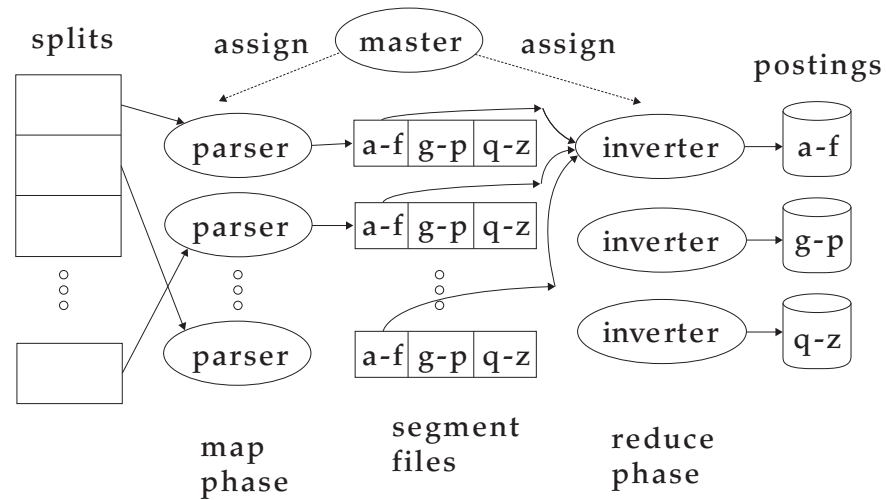 splits
assign
master
assign
postings
parser
a-f g-p q-z
inverter
a-f
parser
a-f g-p q-z
inverter
g-p
parser
a-f g-p q-z
inverter
q-z
map
phase
segment
files
reduce
phase